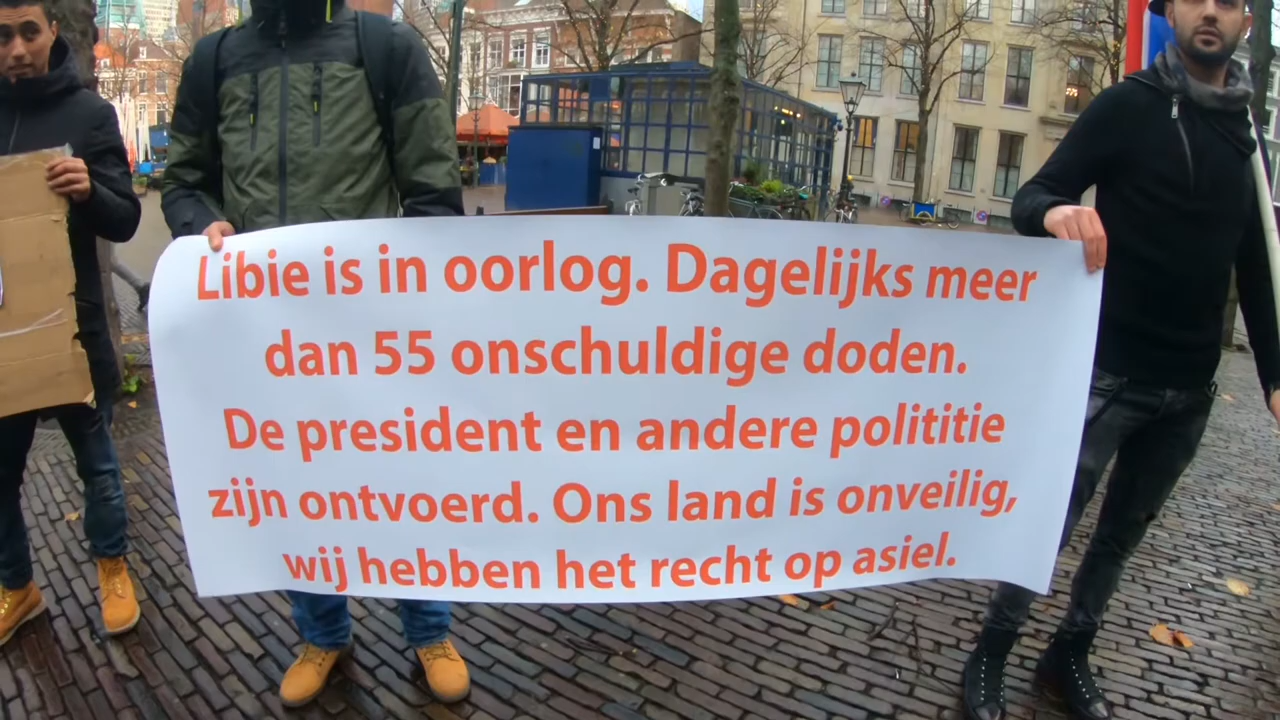 Libie is in oorlog. Dagelijks meer
dan 55 onschuldige doden.
De president en andere polititie
zijn ontvoerd. Ons land is onveilig,
wij hebben het recht op asiel.